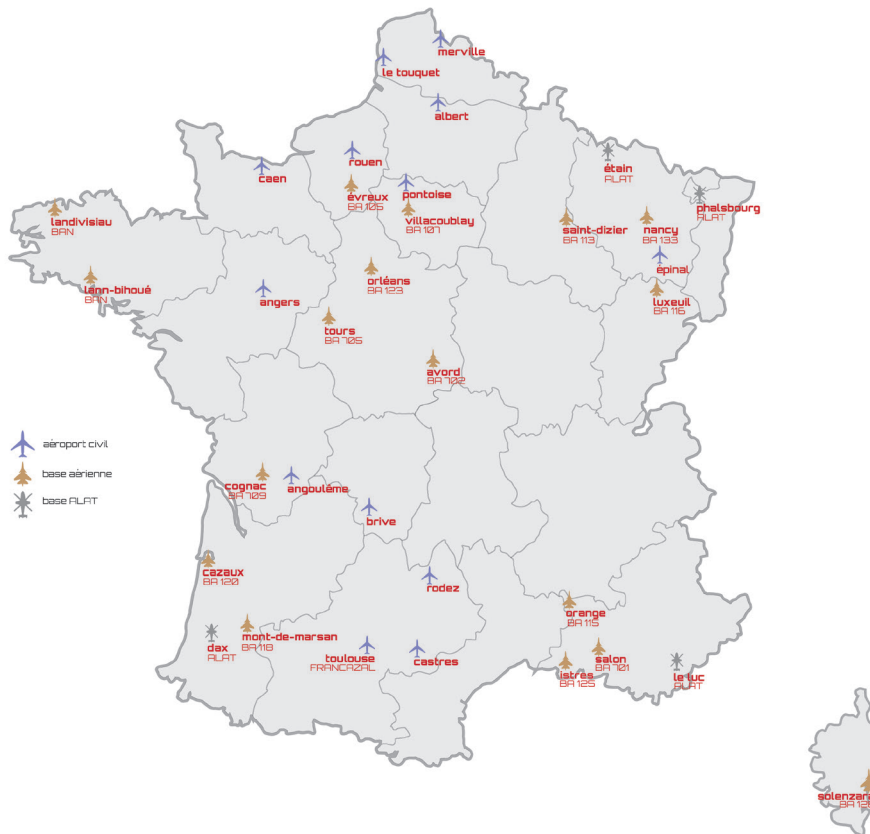 merville
le touquet
albert
rouen
caen
étain
ALAT
pontoise
évreux
BA 105
phalsbourg
ALAT
landivisiau
BAN
villacoublay
BA 107
saint-dizier
BA 113
nancy
BA 133
épinal
orléans
BA 123
lann-bihoué
BAN
angers
luxeuil
BA 116
tours
BA 705
avord
BA 702
aéroport civil
base aérienne
base ALAT
cognac
BA 709
angoulême
brive
cazaux
BA 120
rodez
orange
BA 115
mont-de-marsan
BA 118
dax
ALAT
toulouse
FRANCAZAL
castres
salon
BA 701
istres
BA 125
le luc
ALAT
solenzara